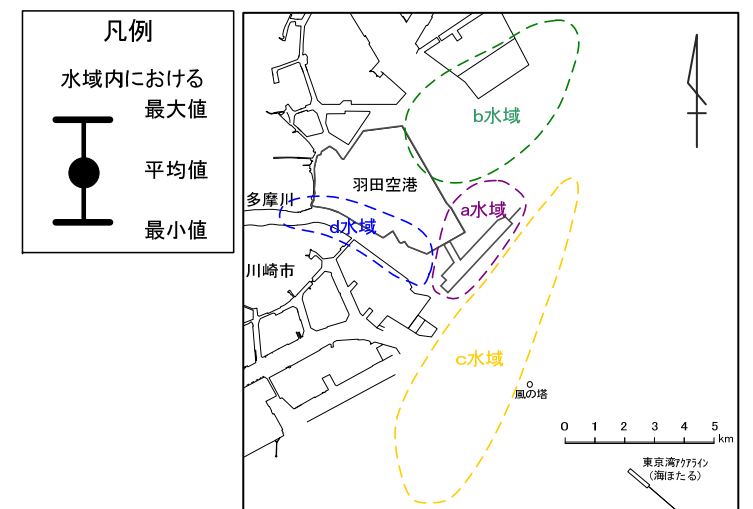 凡例
水域内における
最大値
平均値
最小値
b水域
羽田空港
多摩川
a水域
d水域
川崎市
c水域
風の塔
0 1 2 3 4 5
km
東京湾ｱｸｱﾗｲﾝ
（海ほたる）